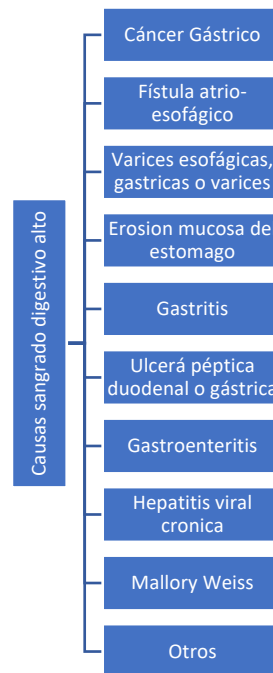 Causas sangrado digestivo alto
Cáncer Gástrico
Fístula atrio-
esofágico
Varices esofágicas,
gastricas o varices
Erosion mucosa de
estomago
Gastritis
Ulcerá péptica
duodenal o gástrica
Gastroenteritis
Hepatitis viral
cronica
Mallory Weiss
Otros